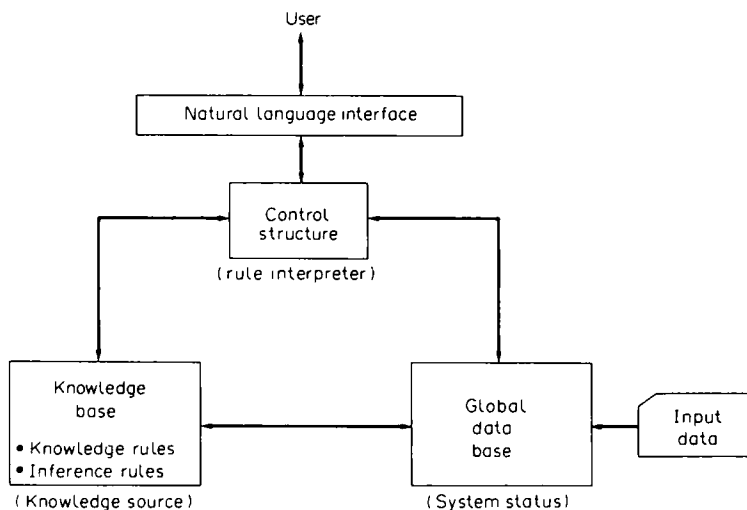 User
Natural language interface
Control
structure
(rule interpreter)
Knowledge
base
• Knowledge rules
• Inference rules
(Knowledge source)
Global
data
base
(System status)
Input
data